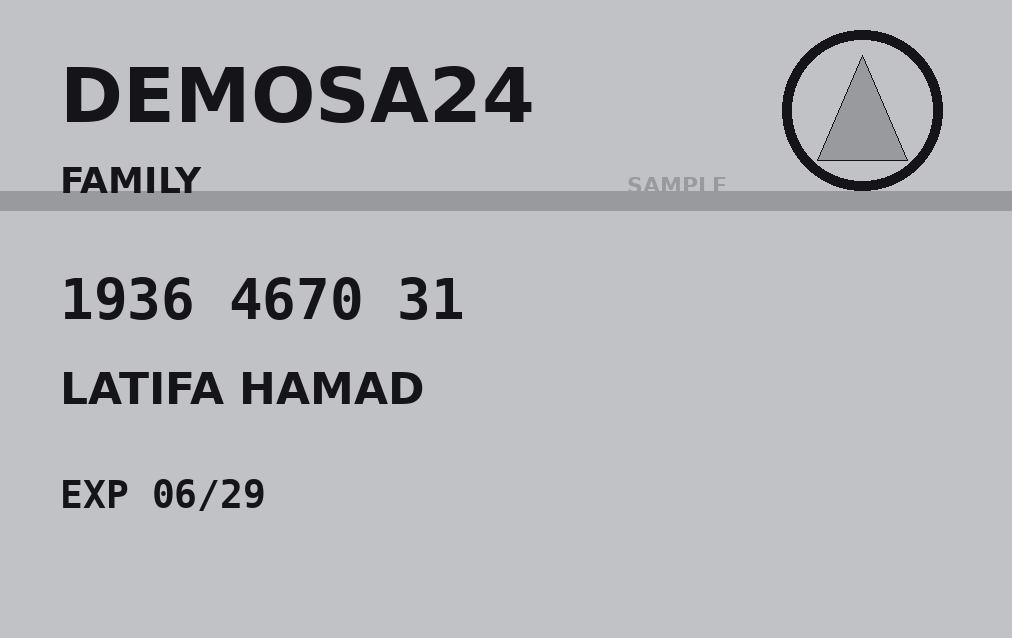 DEMOSA24
FAMILY
SAMPLE
1936 4670 31
LATIFA HAMAD
EXP 06/29